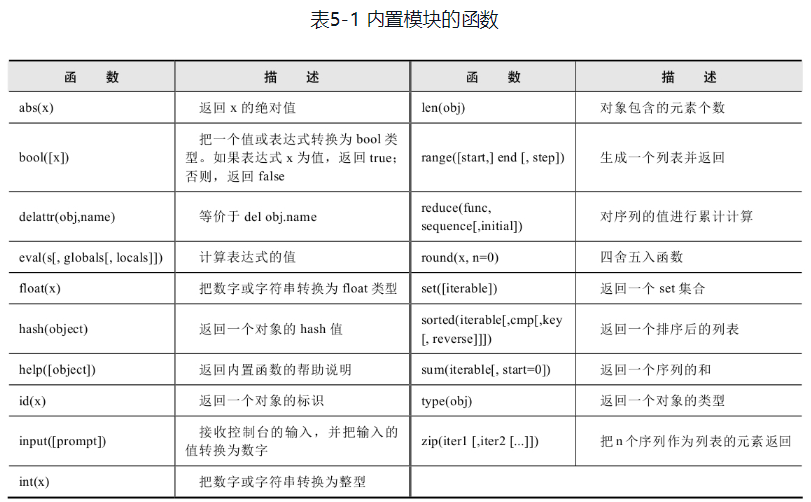 表5-1 内置模块的函数
函 数 描 述 函 数 描 述
abs(x) 返回 x 的绝对值 len(obj) 对象包含的元素个数
bool([x]) 把一个值或表达式转换为 bool 类
型。如果表达式 x 为值，返回 true；
否则，返回 false
range([start,] end [, step]) 生成一个列表并返回
delattr(obj,name) 等价于 del obj.name reduce(func,
sequence[,initial]) 对序列的值进行累计计算
eval(s[, globals[, locals]]) 计算表达式的值 round(x, n=0) 四舍五入函数
float(x) 把数字或字符串转换为 float 类型 set([iterable]) 返回一个 set 集合
hash(object) 返回一个对象的 hash 值 sorted(iterable[,cmp[,key
[, reverse]]]) 返回一个排序后的列表
help([object]) 返回内置函数的帮助说明 sum(iterable[, start=0]) 返回一个序列的和
id(x) 返回一个对象的标识 type(obj) 返回一个对象的类型
input([prompt]) 接收控制台的输入，并把输入的
值转换为数字
zip(iter1 [,iter2 [...]]) 把 n 个序列作为列表的元素返回
int(x) 把数字或字符串转换为整型